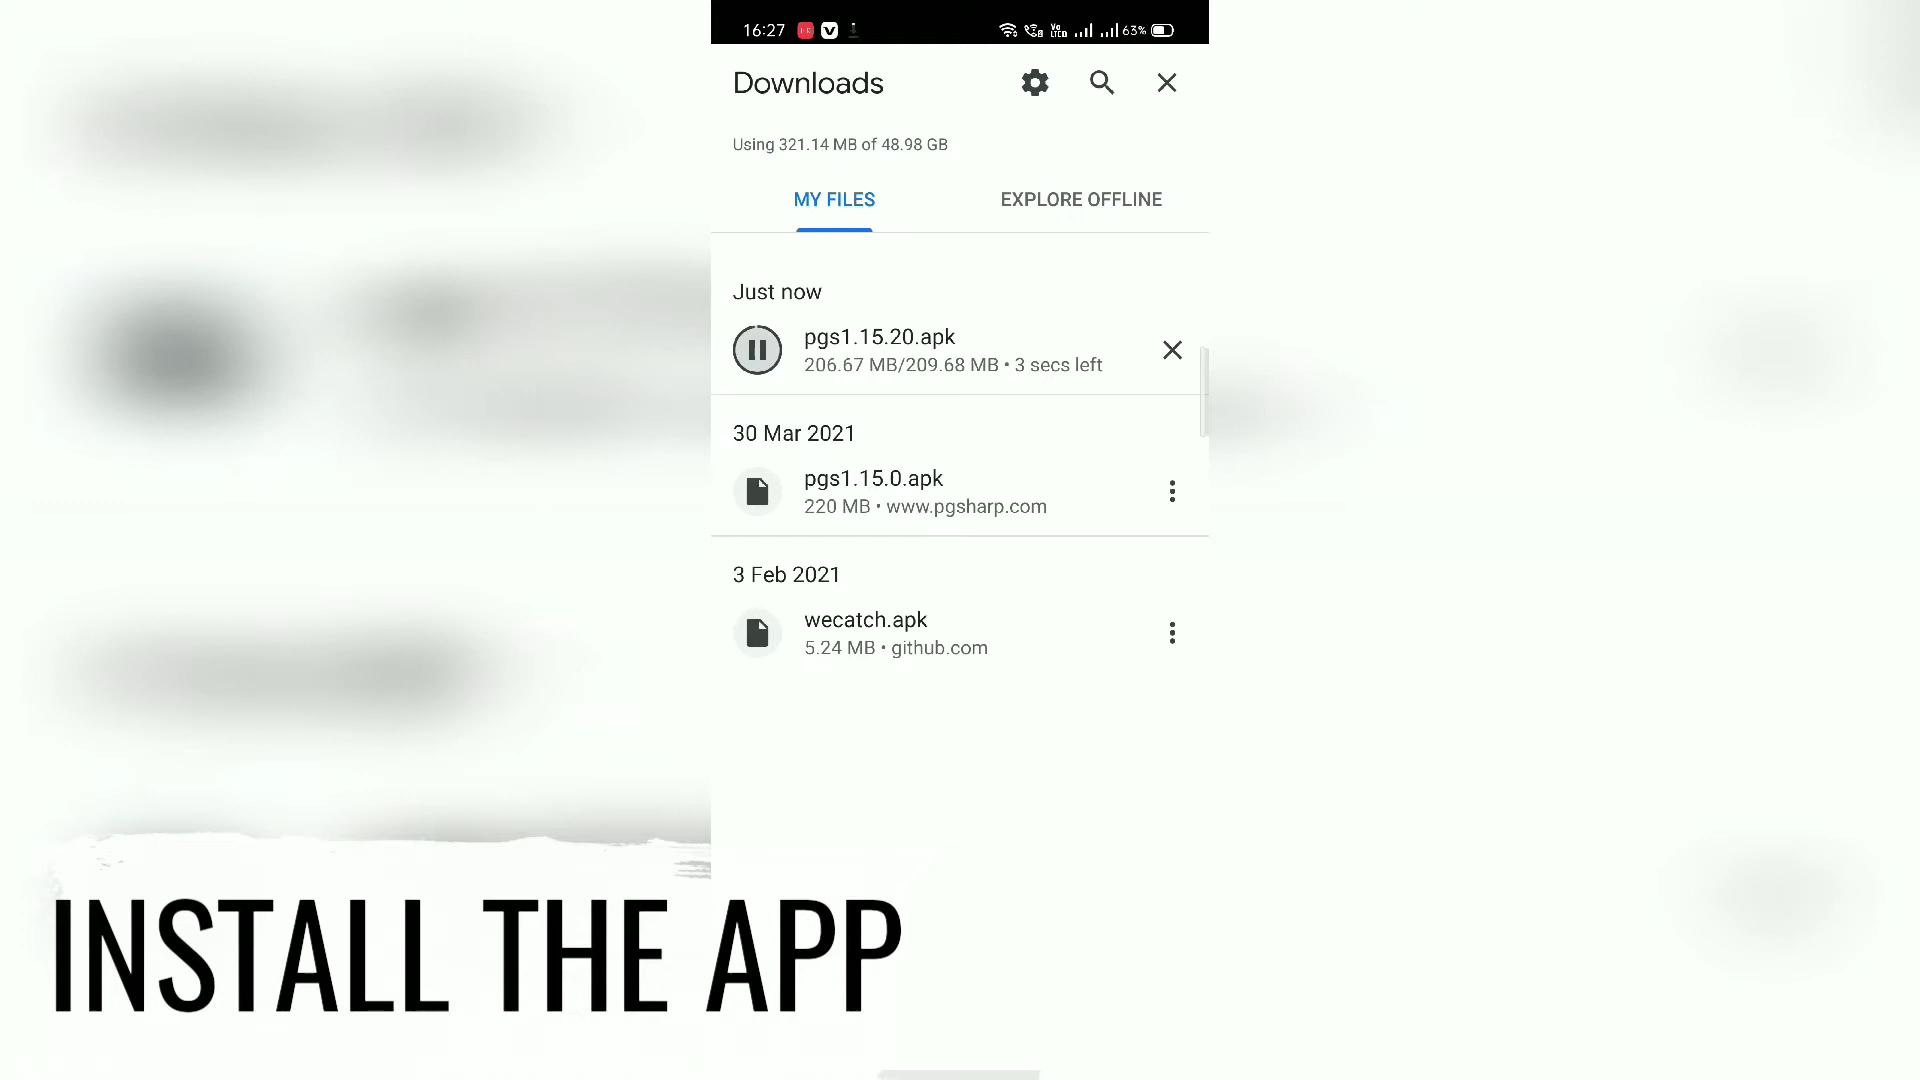 16:27
Vo
LTE
63%
Downloads
Using 321.14 MB of 48.98 GB
MY FILES
EXPLORE OFFLINE
Just now
pgs1.15.20.apk
206.67 MB/209.68 MB • 3 secs left
30 Mar 2021
pgs1.15.0.apk
220 MB • www.pgsharp.com
3 Feb 2021
wecatch.apk
5.24 MB • github.com
INSTALL THE APP